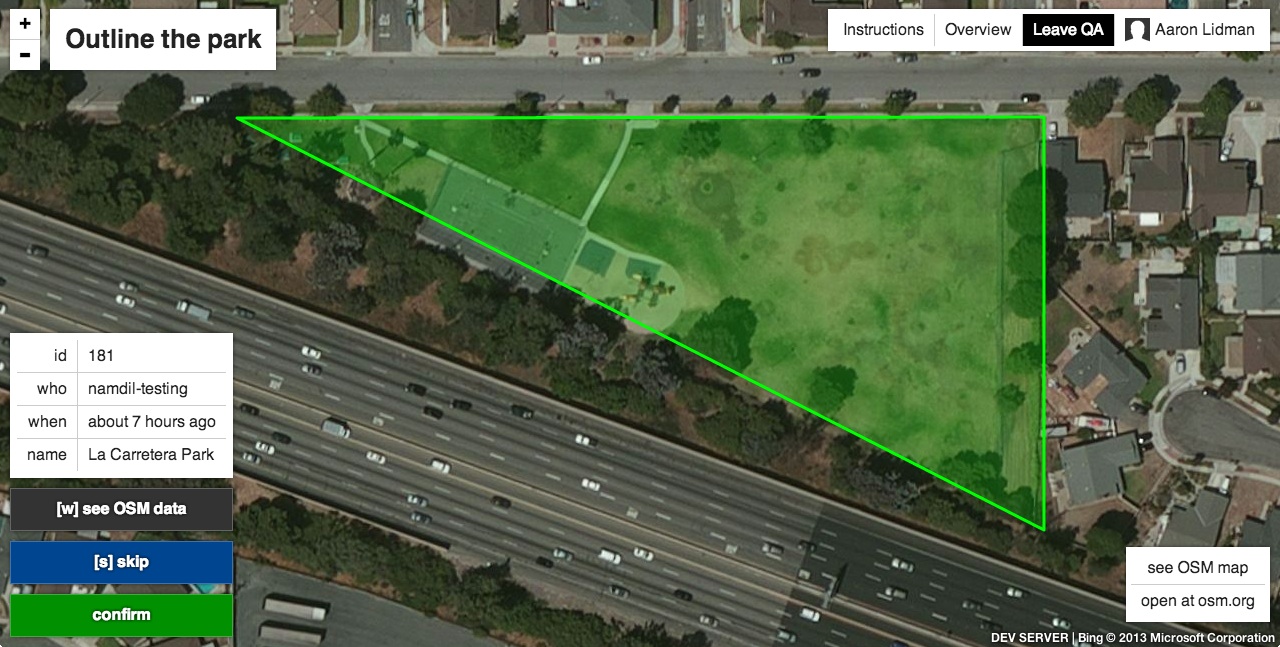 +
-
Outline the park
Instructions
Overview
Leave QA
Aaron Lidman
id 181
who namdil-testing
when about 7 hours ago
name La Carretera Park
[w] see OSM data
[s] skip
confirm
see OSM map
open at osm.org
DEV SERVER | Bing © 2013 Microsoft Corporation